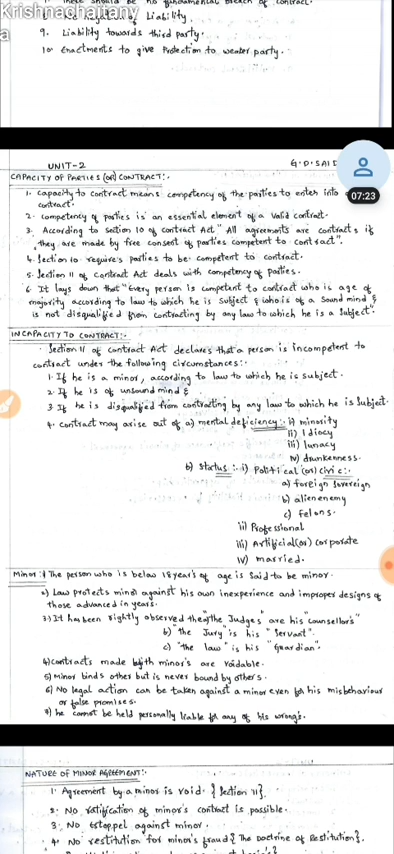 Krishnachaitany
a
Liability.
9. Liability towards third party.
10. Enactments to give Protection to weaker party.
07:23
UNIT-2
G.D.SAI
CAPACITY OF PARTIES (OR) CONTRACT:-
1. Capacity to contract means competency of the parties to enter into
contract.
2. competency of parties is an essential element of a valid contract.
3. According to section 10 of contract Act" All agreements are contracts if
they are made by free consent of parties competent to contract".
4. Section 10 require's parties to be competent to contract.
5. Section 11 of contract Act deals with competency of parties.
6. It lays down that "Every person is competent to contract who is age of
majority according to law to which he is subject & who is of a sound mind &
is not disqualified from contracting by any law to which he is a subject".
INCAPACITY TO CONTRACT:-
Section 11 of contract Act declares that a person is incompetent to
contract under the following circumstances:-
1. If he is a minor, according to law to which he is subject.
2. If he is of unsound mind &
3. If he is disqualified from contracting by any law to which he is subject.
4. contract may arise out of a) mental deficiency:- i) minority
ii) Idiocy
iii) lunacy
iv) drunkenness.
b) Status:- i) Political (or) civic:-
a) foreign sovereign
b) alien enemy
c) felons.
ii) Professional
iii) Artificial (or) corporate
iv) married.
Minor:- The person who is below 18 year's of age is said to be minor.
2) Law protects minor against his own inexperience and improper designs of
those advanced in years.
3) It has been rightly observed the "The Judges" are his "counsellor's"
b) "the Jury" is his "Servant".
c) "the law" is his "Guardian".
4) contracts made with minor's are voidable.
5) Minor binds others but is never bound by others.
6) No legal action can be taken against a minor even for his misbehaviour
or false promises.
7) he cannot be held personally liable for any of his wrong's.
NATURE OF MINOR AGREEMENT:-
1. Agreement by a minor is void. {Section 11}.
2. No ratification of minor's contract is possible.
3. No Estoppel against minor.
4. No restitution for minor's fraud {The Doctrine of Restitution}.